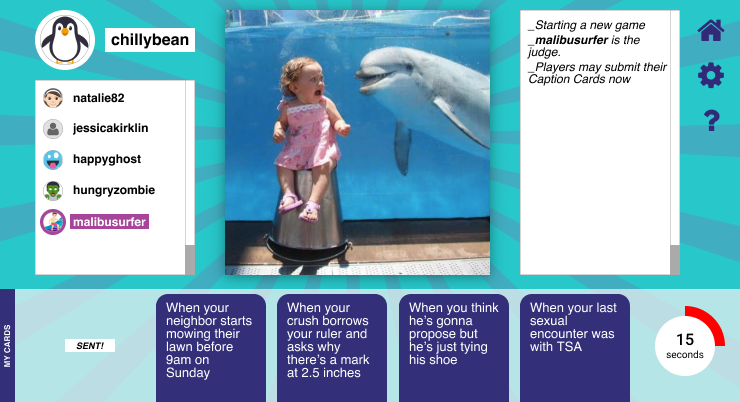 chillybean
natalie82
jessicakirklin
happyghost
hungryzombie
malibusurfer
_Starting a new game
_malibusurfer is the
judge.
_Players may submit their
Caption Cards now
?
MY CARDS
SENT!
When your
neighbor starts
mowing their
lawn before
9am on
Sunday
When your
crush borrows
your ruler and
asks why
there's a mark
at 2.5 inches
When you think
he's gonna
propose but
he's just tying
his shoe
When your last
sexual
encounter was
with TSA
15
seconds